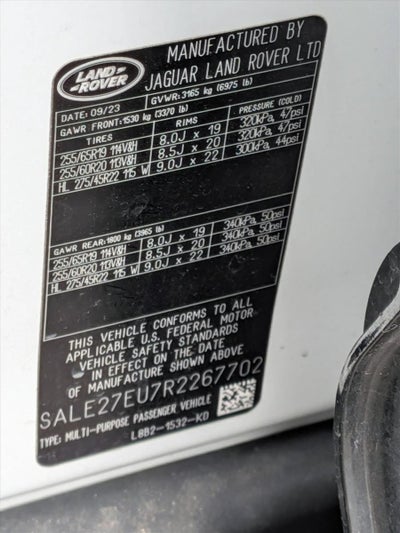 LAND-
ROVER
MANUFACTURED BY
JAGUAR LAND ROVER LTD
DATE: 09/23
GVWR: 3165 kg (6975 lb)
GAWR FRONT: 1530 kg (3370 lb)
TIRES RIMS PRESSURE (COLD)
255/65R19 114V&H 8.0J x 19 320kPa, 47psi
255/60R20 113V&H 8.5J x 20 320kPa, 47psi
HL 275/45R22 115 W 9.0J x 22 300kPa, 44psi
GAWR REAR: 1800 kg (3965 lb)
255/65R19 114V&H 8.0J x 19 340kPa, 50psi
255/60R20 113V&H 8.5J x 20 340kPa, 50psi
HL 275/45R22 115 W 9.0J x 22 340kPa, 50psi
THIS VEHICLE CONFORMS TO ALL
APPLICABLE U.S. FEDERAL MOTOR
VEHICLE SAFETY STANDARDS
IN EFFECT ON THE DATE
OF MANUFACTURE SHOWN ABOVE
SALE27EU7R2267702
TYPE: MULTI-PURPOSE PASSENGER VEHICLE
L8B2-1532-KD